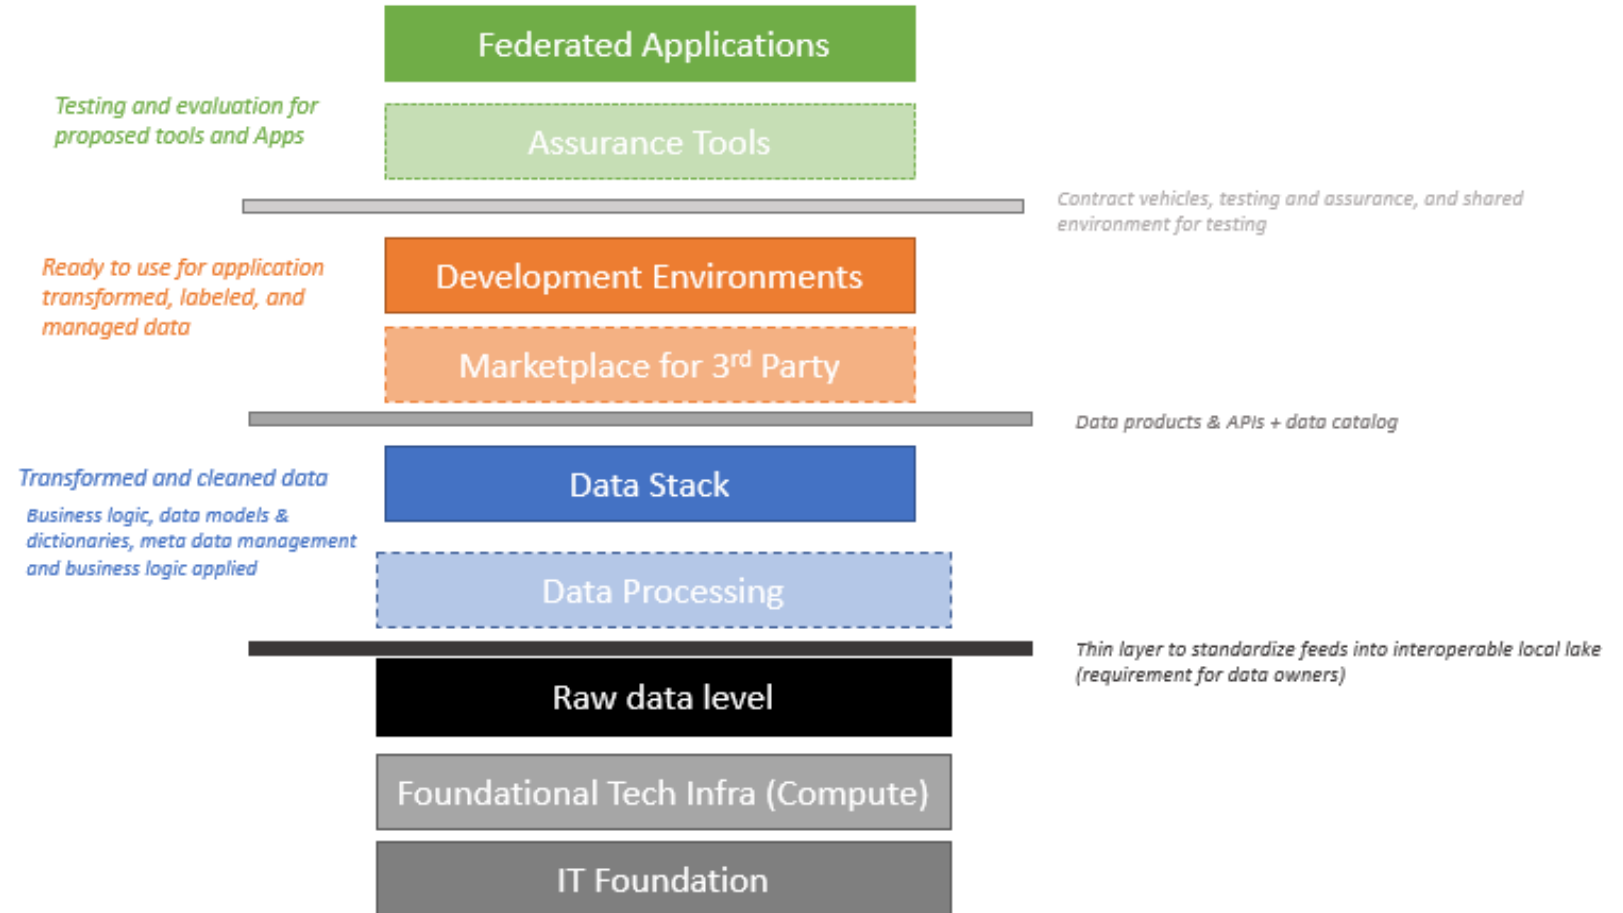 Federated Applications
Testing and evaluation for
proposed tools and Apps
Assurance Tools
Contract vehicles, testing and assurance, and shared
environment for testing
Ready to use for application
transformed, labeled, and
managed data
Development Environments
Marketplace for 3rd Party
Data products & APIs + data catalog
Transformed and cleaned data
Business logic, data models &
dictionaries, meta data management
and business logic applied
Data Stack
Data Processing
Thin layer to standardize feeds into interoperable local lake
(requirement for data owners)
Raw data level
Foundational Tech Infra (Compute)
IT Foundation